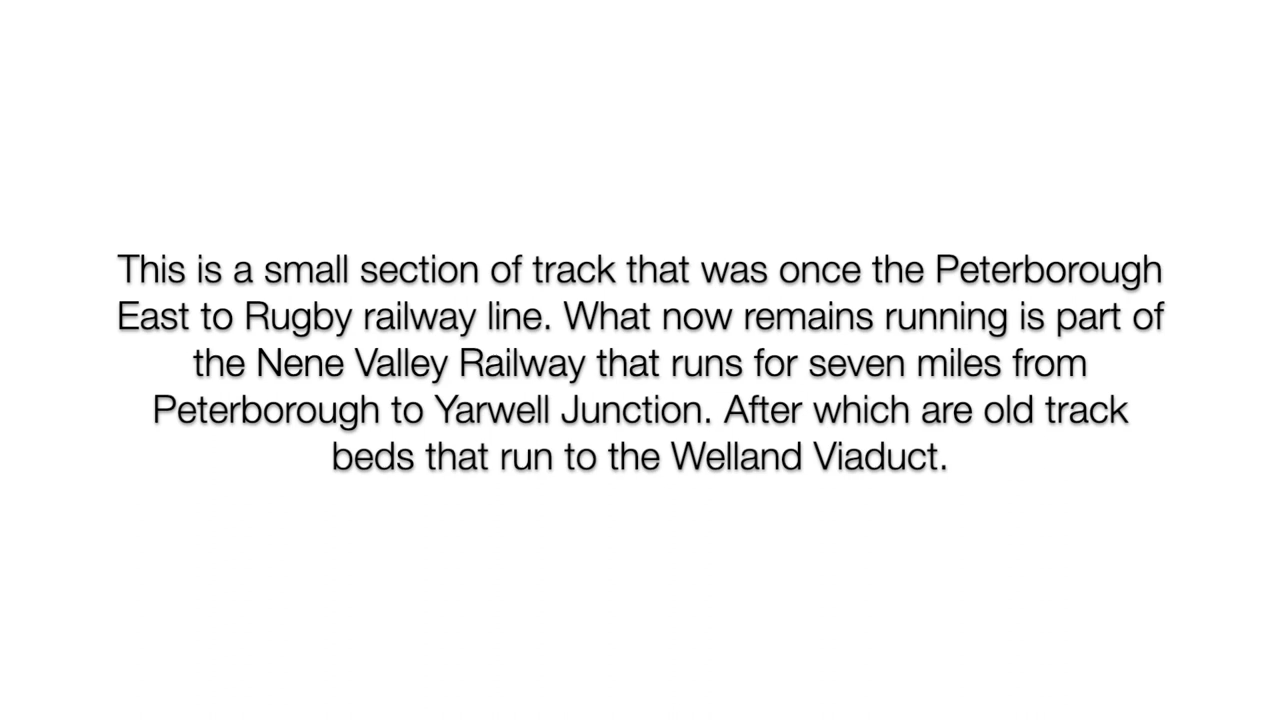 This is a small section of track that was once the Peterborough
East to Rugby railway line. What now remains running is part of
the Nene Valley Railway that runs for seven miles from
Peterborough to Yarwell Junction. After which are old track
beds that run to the Welland Viaduct.